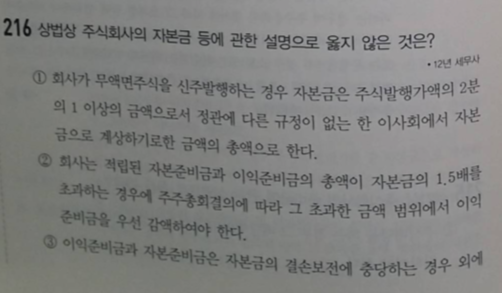 216 상법상 주식회사의 자본금 등에 관한 설명으로 옳지 않은 것은?
• 12년 세무사
① 회사가 무액면주식을 신주발행하는 경우 자본금은 주식발행가액의 2분
의 1 이상의 금액으로서 정관에 다른 규정이 없는 한 이사회에서 자본
금으로 계상하기로한 금액의 총액으로 한다.
② 회사는 적립된 자본준비금과 이익준비금의 총액이 자본금의 1.5배를
초과하는 경우에 주주총회결의에 따라 그 초과한 금액 범위에서 이익
준비금을 우선 감액하여야 한다.
③ 이익준비금과 자본준비금은 자본금의 결손보전에 충당하는 경우 외에